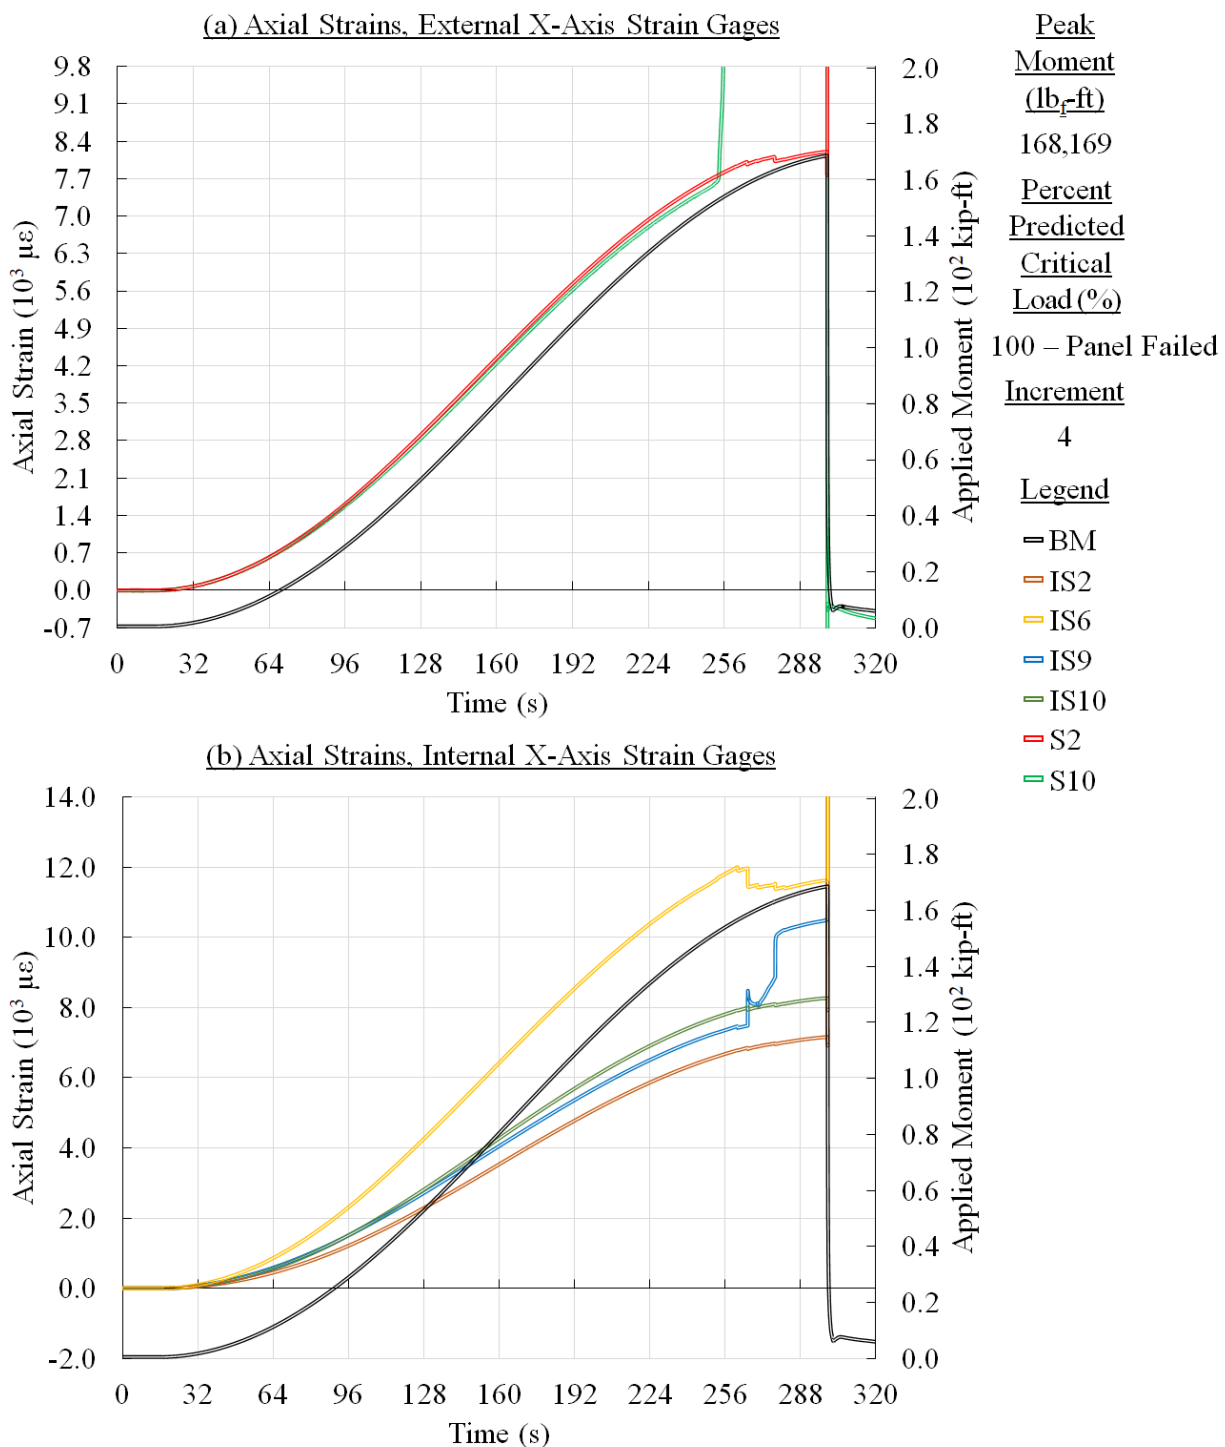 (a) Axial Strains, External X-Axis Strain Gages
9.8
9.1
8.4
7.7
7.0
6.3
5.6
4.9
4.2
3.5
2.8
2.1
1.4
0.7
0.0
-0.7
Axial Strain (10³ με)
2.0
1.8
1.6
1.4
1.2
1.0
0.8
0.6
0.4
0.2
0.0
Applied Moment (10² kip-ft)
0 32 64 96 128 160 192 224 256 288 320
Time (s)
Peak
Moment
(lbf-ft)
168,169
Percent
Predicted
Critical
Load (%)
100 – Panel Failed
Increment
4
Legend
BM
IS2
IS6
IS9
IS10
S2
S10
(b) Axial Strains, Internal X-Axis Strain Gages
14.0
12.0
10.0
8.0
6.0
4.0
2.0
0.0
-2.0
Axial Strain (10³ με)
2.0
1.8
1.6
1.4
1.2
1.0
0.8
0.6
0.4
0.2
0.0
Applied Moment (10² kip-ft)
0 32 64 96 128 160 192 224 256 288 320
Time (s)